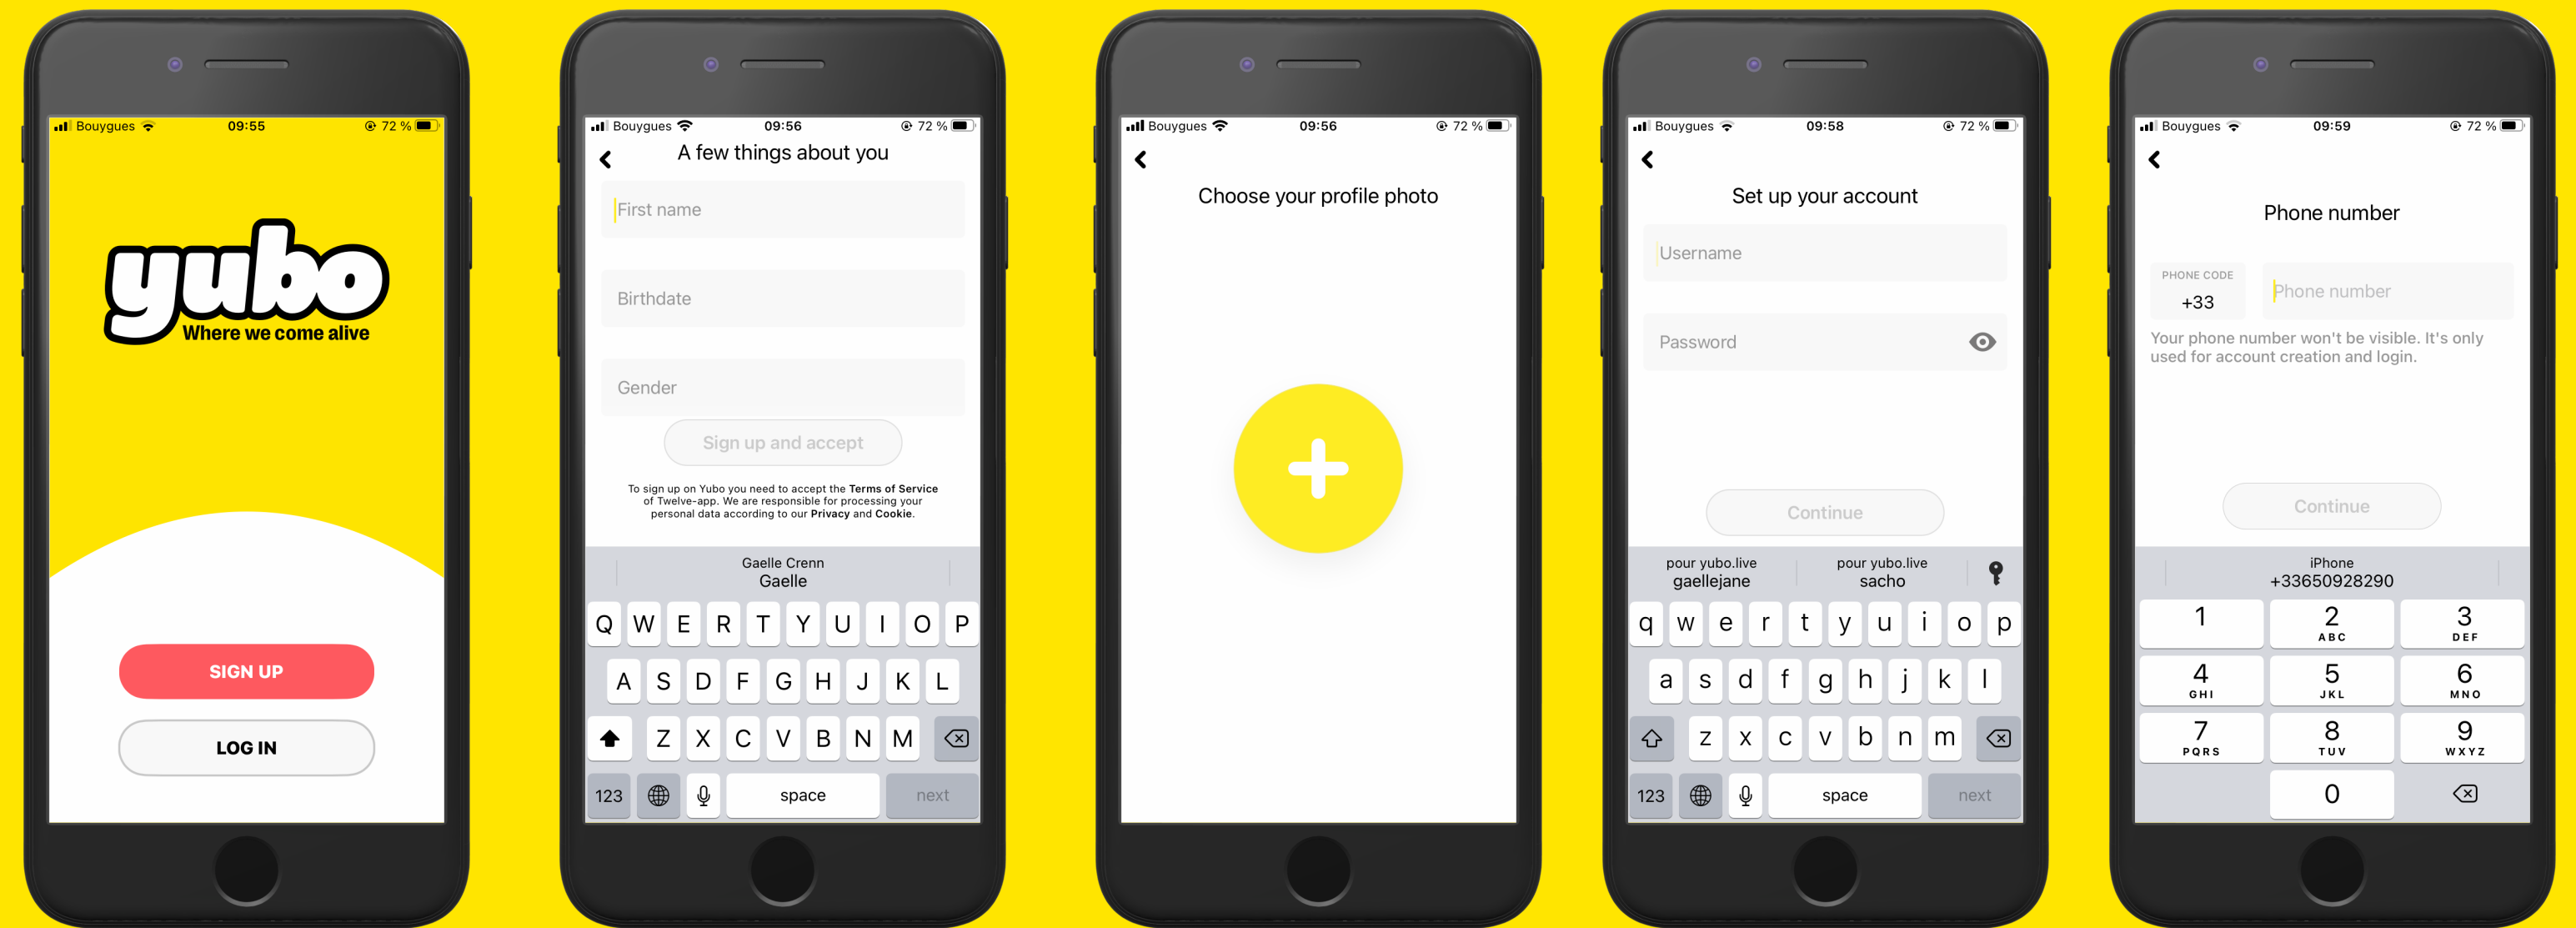 Bouygues 09:55 72 %
yubo
Where we come alive
SIGN UP
LOG IN
Bouygues 09:56 72 %
A few things about you
First name
Birthdate
Gender
Sign up and accept
To sign up on Yubo you need to accept the Terms of Service
of Twelve-app. We are responsible for processing your
personal data according to our Privacy and Cookie.
Gaelle Crenn
Gaelle
Q W E R T Y U I O P
A S D F G H J K L
Z X C V B N M
123 space next
Bouygues 09:56 72 %
Choose your profile photo
Bouygues 09:58 72 %
Set up your account
Username
Password
Continue
pour yubo.live pour yubo.live
gaellejane sacho
q w e r t y u i o p
a s d f g h j k l
z x c v b n m
123 space next
Bouygues 09:59 72 %
Phone number
PHONE CODE
+33 Phone number
Your phone number won't be visible. It's only
used for account creation and login.
Continue
iPhone
+33650928290
1 2 3
ABC DEF
4 5 6
GHI JKL MNO
7 8 9
PQRS TUV WXYZ
0